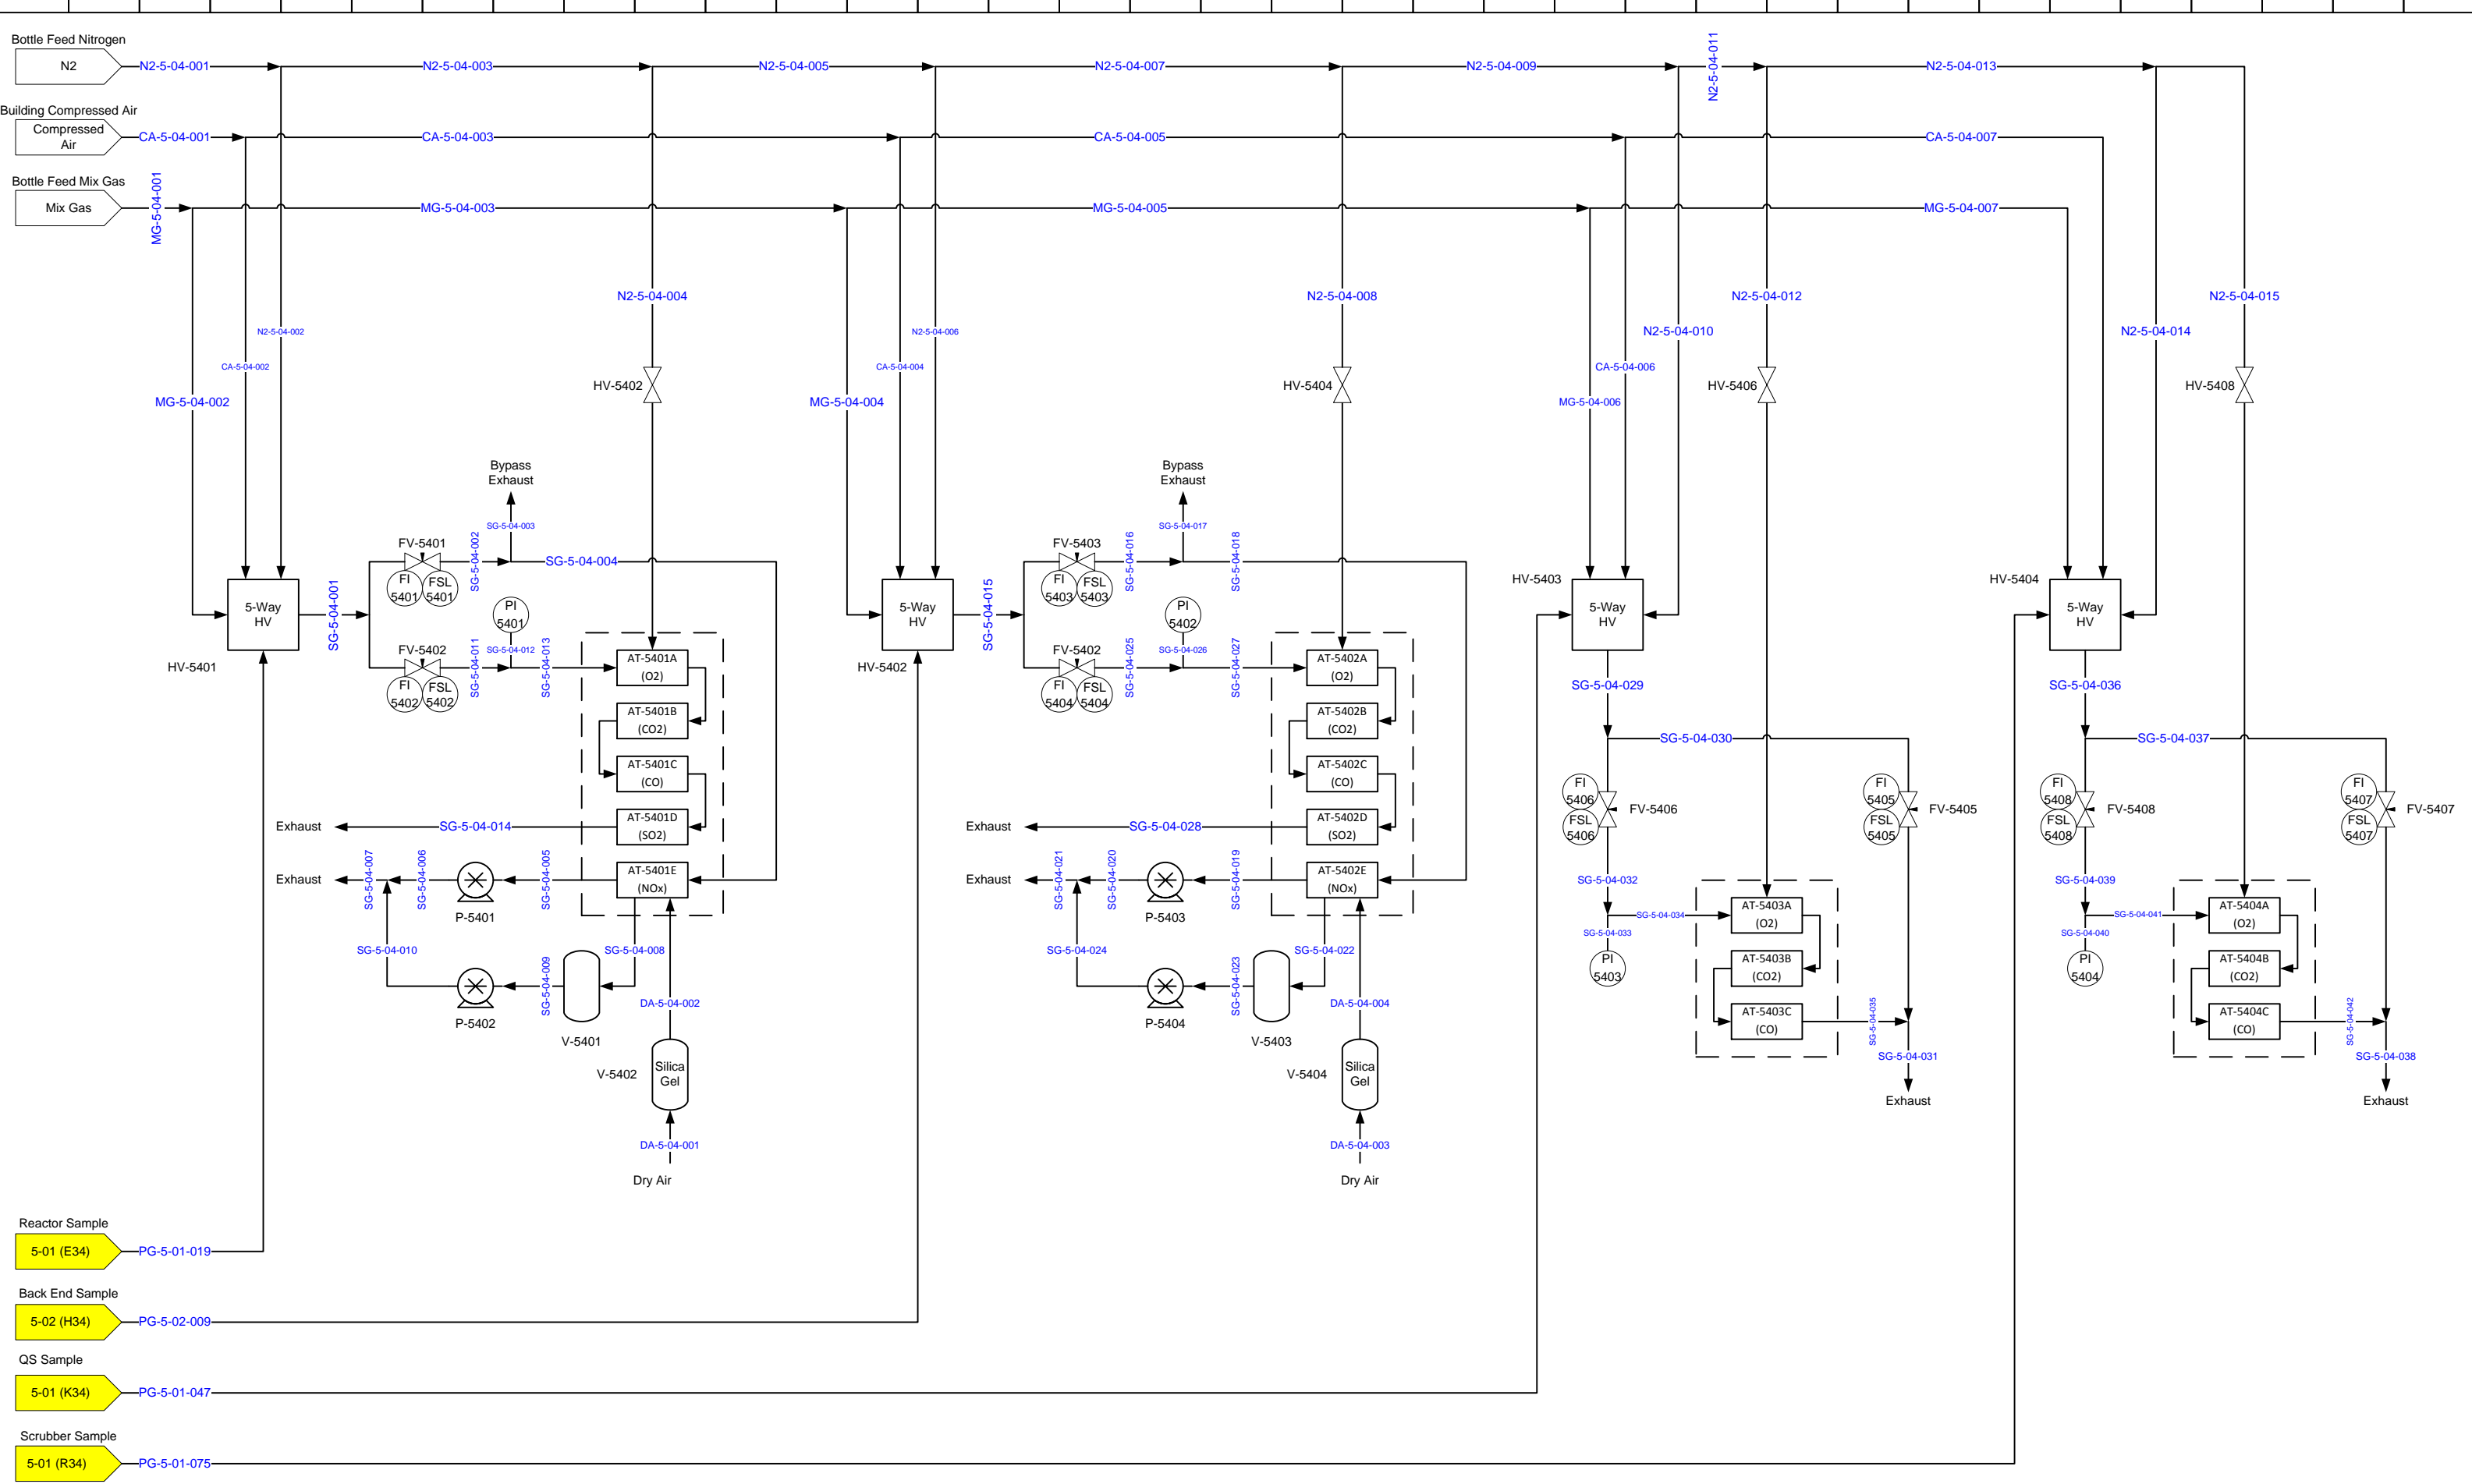 Bottle Feed Nitrogen
N2
N2-5-04-001
N2-5-04-003
N2-5-04-005
N2-5-04-007
N2-5-04-009
N2-5-04-011
N2-5-04-013
Building Compressed Air
Compressed
Air
CA-5-04-001
CA-5-04-003
CA-5-04-005
CA-5-04-007
Bottle Feed Mix Gas
Mix Gas
MG-5-04-001
MG-5-04-003
MG-5-04-005
MG-5-04-007
N2-5-04-004
N2-5-04-008
N2-5-04-012
N2-5-04-015
N2-5-04-002
N2-5-04-006
N2-5-04-010
N2-5-04-014
CA-5-04-002
CA-5-04-004
CA-5-04-006
HV-5402
HV-5404
HV-5406
HV-5408
MG-5-04-002
MG-5-04-004
MG-5-04-006
Bypass
Exhaust
SG-5-04-003
FV-5401
FI
5401
FSL
5401
SG-5-04-002
SG-5-04-004
5-Way
HV
HV-5401
SG-5-04-001
PI
5401
SG-5-04-012
FV-5402
FI
5402
FSL
5402
SG-5-04-011
SG-5-04-013
AT-5401A
(O2)
AT-5401B
(CO2)
AT-5401C
(CO)
AT-5401D
(SO2)
AT-5401E
(NOx)
Exhaust
SG-5-04-014
Exhaust
SG-5-04-007
SG-5-04-006
P-5401
SG-5-04-005
SG-5-04-010
SG-5-04-008
P-5402
SG-5-04-009
V-5401
DA-5-04-002
V-5402
Silica
Gel
DA-5-04-001
Dry Air
Bypass
Exhaust
SG-5-04-017
FV-5403
FI
5403
FSL
5403
SG-5-04-016
SG-5-04-018
5-Way
HV
HV-5402
SG-5-04-015
PI
5402
SG-5-04-026
FV-5402
FI
5404
FSL
5404
SG-5-04-025
SG-5-04-027
AT-5402A
(O2)
AT-5402B
(CO2)
AT-5402C
(CO)
AT-5402D
(SO2)
AT-5402E
(NOx)
Exhaust
SG-5-04-028
Exhaust
SG-5-04-021
SG-5-04-020
P-5403
SG-5-04-019
SG-5-04-024
SG-5-04-022
P-5404
SG-5-04-023
V-5403
DA-5-04-004
V-5404
Silica
Gel
DA-5-04-003
Dry Air
HV-5403
5-Way
HV
SG-5-04-029
SG-5-04-030
FI
5406
FSL
5406
FV-5406
FI
5405
FSL
5405
FV-5405
SG-5-04-032
SG-5-04-034
SG-5-04-033
PI
5403
AT-5403A
(O2)
AT-5403B
(CO2)
AT-5403C
(CO)
SG-5-04-035
SG-5-04-031
Exhaust
HV-5404
5-Way
HV
SG-5-04-036
SG-5-04-037
FI
5408
FSL
5408
FV-5408
FI
5407
FSL
5407
FV-5407
SG-5-04-039
SG-5-04-041
SG-5-04-040
PI
5404
AT-5404A
(O2)
AT-5404B
(CO2)
AT-5404C
(CO)
SG-5-04-042
SG-5-04-038
Exhaust
Reactor Sample
5-01 (E34)
PG-5-01-019
Back End Sample
5-02 (H34)
PG-5-02-009
QS Sample
5-01 (K34)
PG-5-01-047
Scrubber Sample
5-01 (R34)
PG-5-01-075